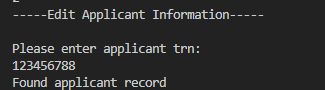 -----Edit Applicant Information-----
Please enter applicant trn:
123456788
Found applicant record